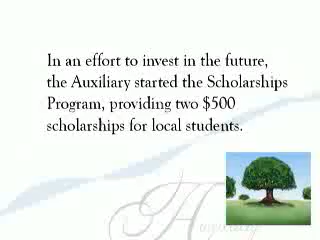 In an effort to invest in the future,
the Auxiliary started the Scholarships
Program, providing two $500
scholarships for local students.